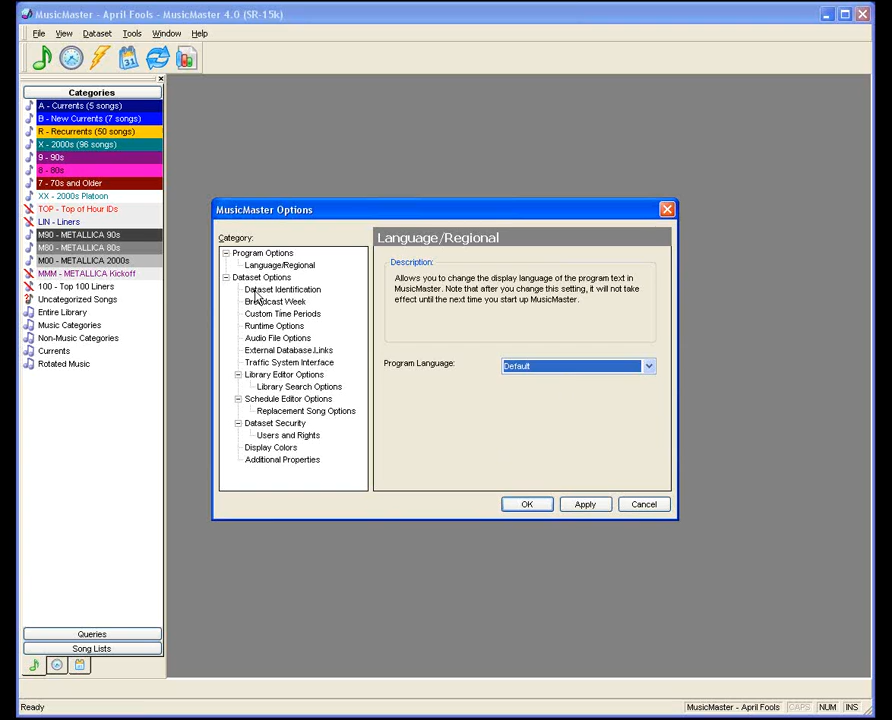 MusicMaster - April Fools - MusicMaster 4.0 (SR-15k)
File View Dataset Tools Window Help
31
Categories
A - Currents (5 songs)
B - New Currents (7 songs)
R - Recurrents (50 songs)
X - 2000s (96 songs)
9 - 90s
8 - 80s
7 - 70s and Older
XX - 2000s Platoon
TOP - Top of Hour IDs
LIN - Liners
M90 - METALLICA 90s
M80 - METALLICA 80s
M00 - METALLICA 2000s
MMM - METALLICA Kickoff
100 - Top 100 Liners
Uncategorized Songs
Entire Library
Music Categories
Non-Music Categories
Currents
Rotated Music
Queries
Song Lists
MusicMaster Options
Category:
Program Options
Language/Regional
Dataset Options
Dataset Identification
Broadcast Week
Custom Time Periods
Runtime Options
Audio File Options
External Database Links
Traffic System Interface
Library Editor Options
Library Search Options
Schedule Editor Options
Replacement Song Options
Dataset Security
Users and Rights
Display Colors
Additional Properties
Language/Regional
Description:
Allows you to change the display language of the program text in
MusicMaster. Note that after you change this setting, it will not take
effect until the next time you start up MusicMaster.
Program Language: Default
OK Apply Cancel
Ready MusicMaster - April Fools CAPS NUM INS